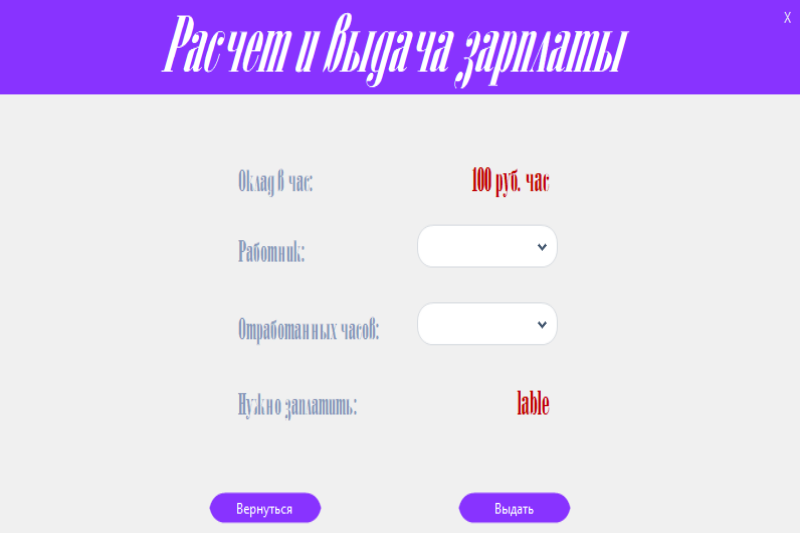 Расчет и выдача зарплаты
X
Оклад в час:
100 руб. час
Работник:
Отработанных часов:
Нужно заплатить:
lable
Вернуться
Выдать